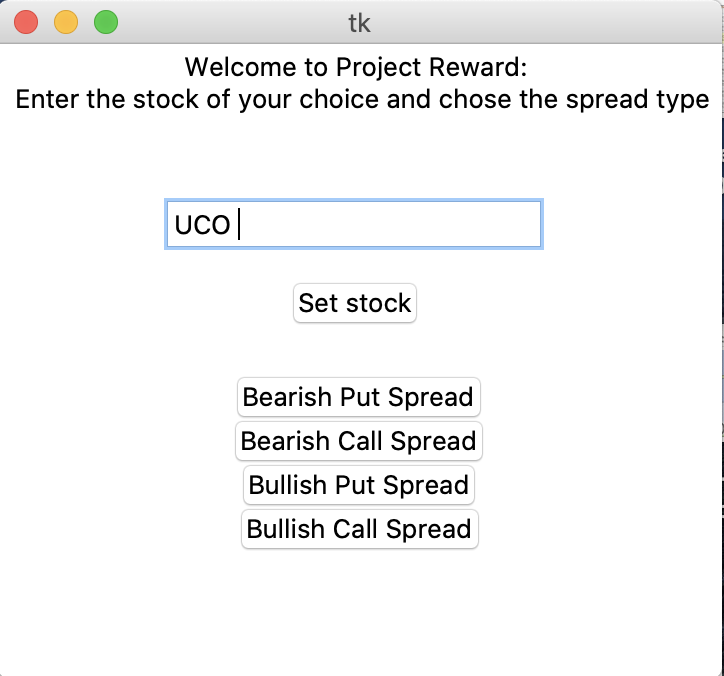 tk
Welcome to Project Reward:
Enter the stock of your choice and chose the spread type
UCO
Set stock
Bearish Put Spread
Bearish Call Spread
Bullish Put Spread
Bullish Call Spread